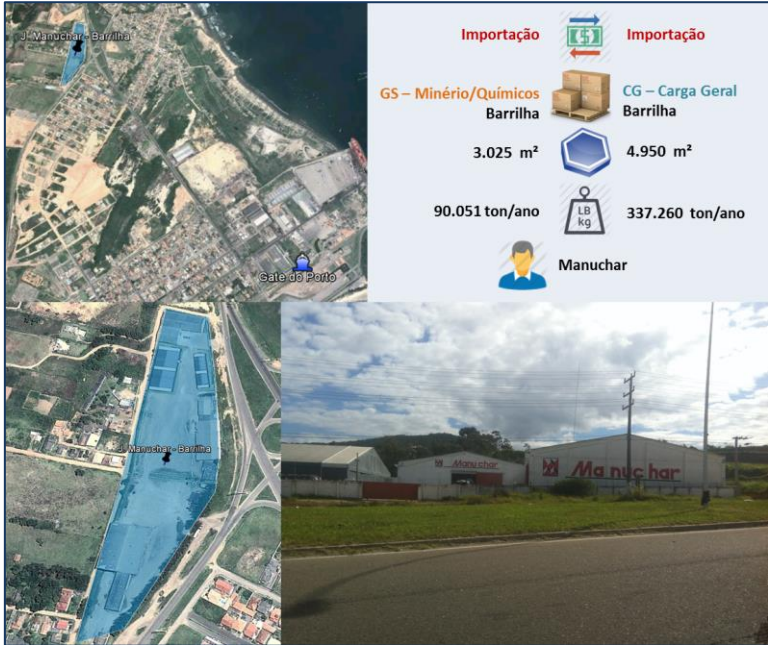 J. Manuchar - Barrilha
Gate do Porto
Importação
Importação
GS – Minério/Químicos
Barrilha
CG – Carga Geral
Barrilha
3.025 m²
4.950 m²
90.051 ton/ano
LB
kg
337.260 ton/ano
Manuchar
J. Manuchar - Barrilha
Manuchar
Manuchar